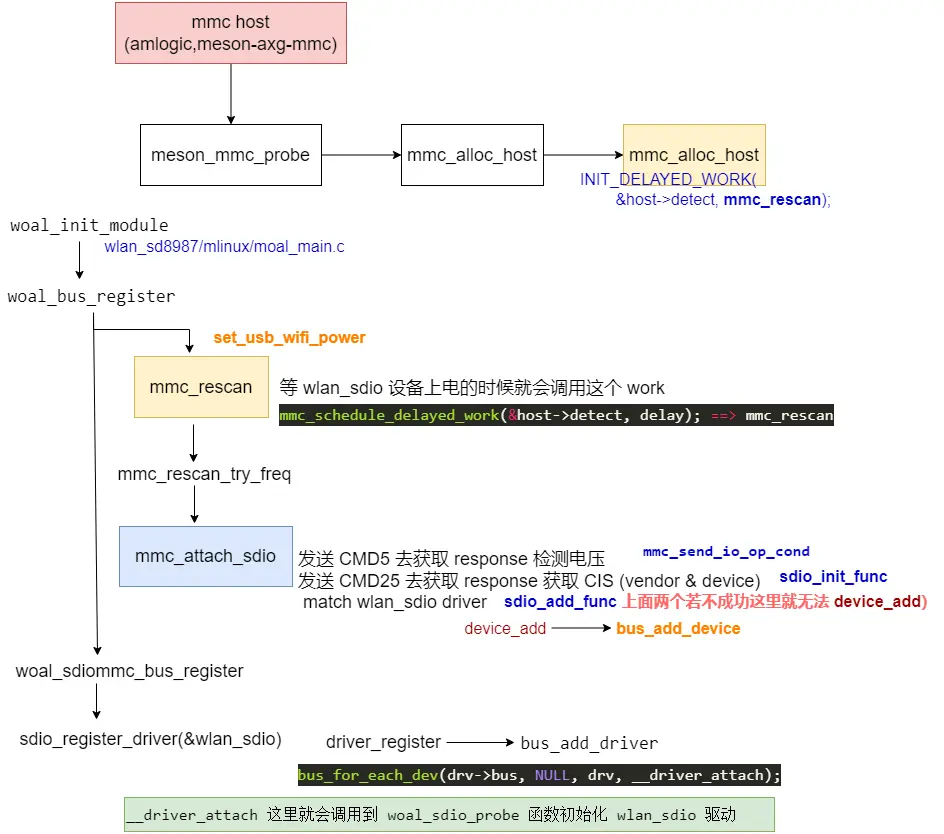 mmc host
(amlogic,meson-axg-mmc)
meson_mmc_probe
mmc_alloc_host
mmc_alloc_host
INIT_DELAYED_WORK(
&host->detect, mmc_rescan);
woal_init_module
wlan_sd8987/mlinux/moal_main.c
woal_bus_register
set_usb_wifi_power
mmc_rescan
等 wlan_sdio 设备上电的时候就会调用这个 work
mmc_schedule_delayed_work(&host->detect, delay); ==> mmc_rescan
mmc_rescan_try_freq
mmc_attach_sdio
发送 CMD5 去获取 response 检测电压 mmc_send_io_op_cond
发送 CMD25 去获取 response 获取 CIS (vendor & device) sdio_init_func
match wlan_sdio driver sdio_add_func 上面两个若不成功这里就无法 device_add)
device_add bus_add_device
woal_sdiommc_bus_register
sdio_register_driver(&wlan_sdio)
driver_register bus_add_driver
bus_for_each_dev(drv->bus, NULL, drv, __driver_attach);
__driver_attach 这里就会调用到 woal_sdio_probe 函数初始化 wlan_sdio 驱动